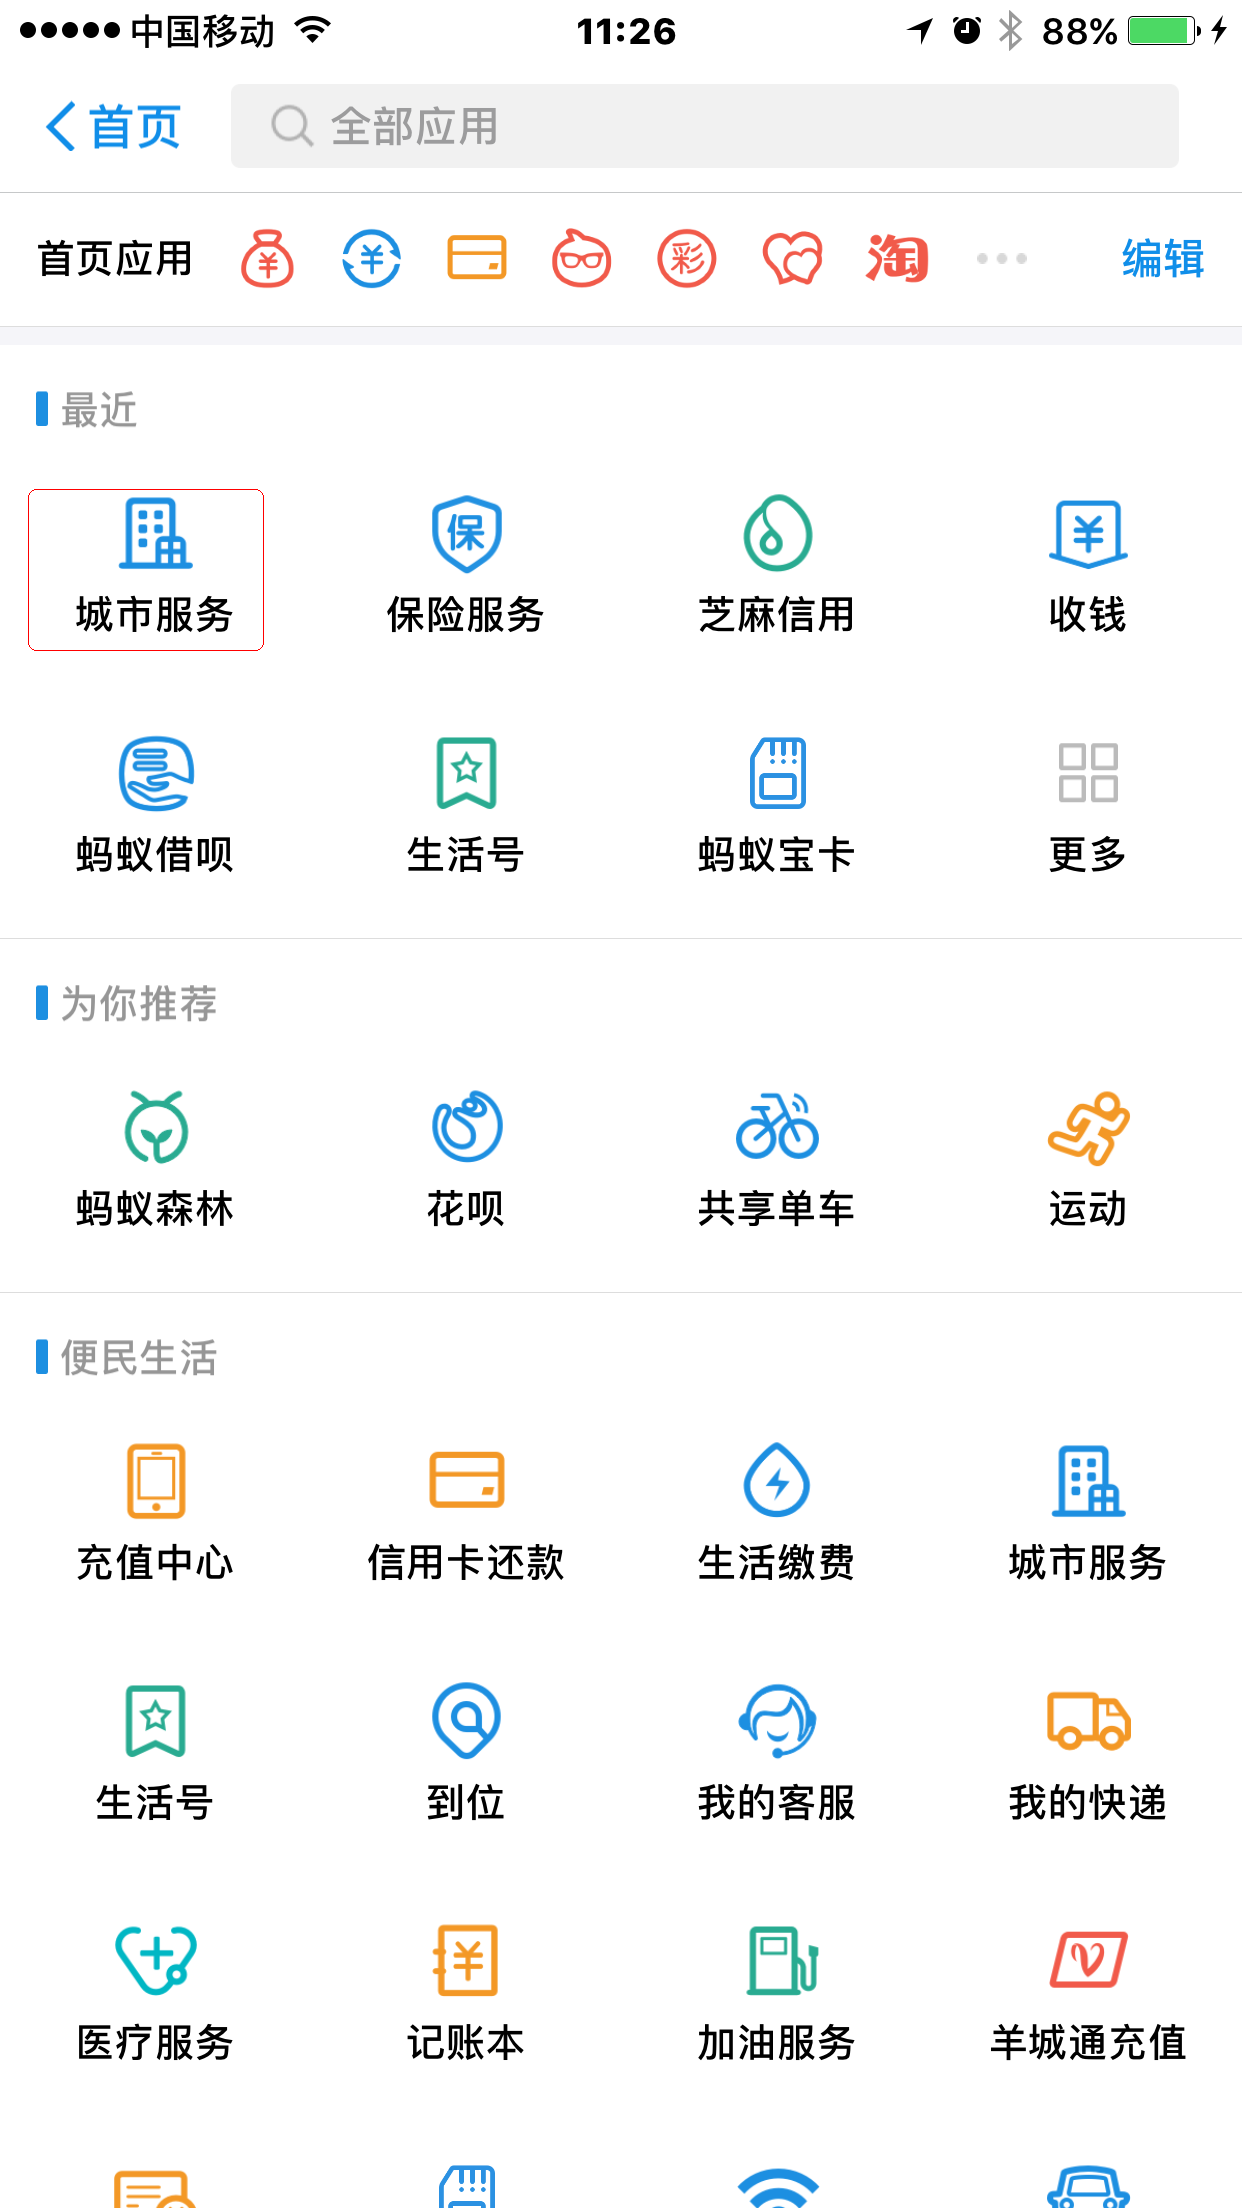 中国移动 11:26 88%
首页 全部应用
首页应用 ¥ ¥ 彩 淘 编辑
最近
保 ¥
城市服务 保险服务 芝麻信用 收钱
蚂蚁借呗 生活号 蚂蚁宝卡 更多
为你推荐
蚂蚁森林 花呗 共享单车 运动
便民生活
充值中心 信用卡还款 生活缴费 城市服务
生活号 到位 我的客服 我的快递
¥
医疗服务 记账本 加油服务 羊城通充值